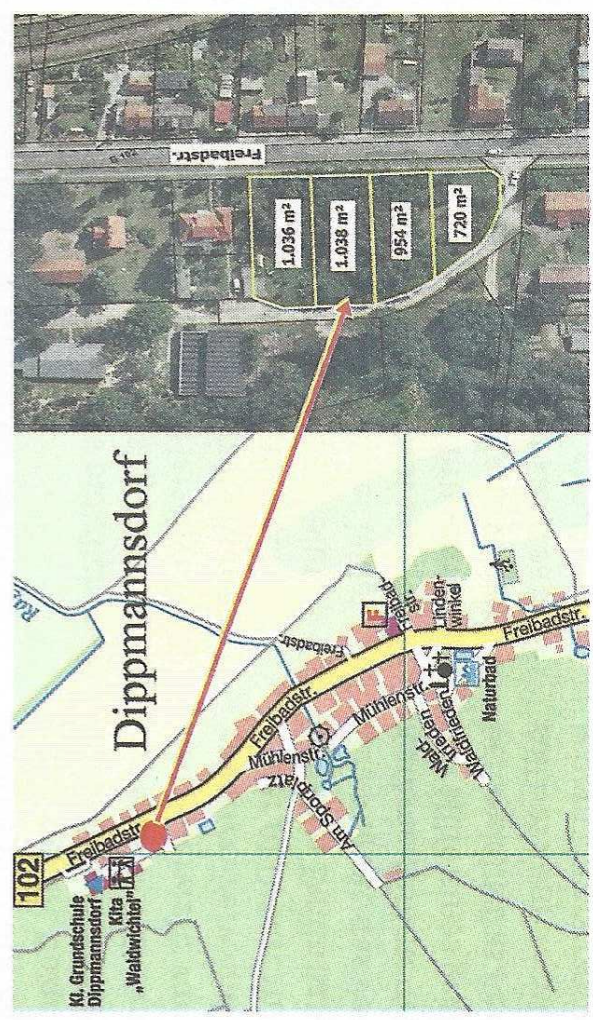 Freibadstr.
102 B
1.036 m²
1.038 m²
954 m²
720 m²
Dippmannsdorf
102
Freibadstr.
Kl. Grundschule
Dippmannsdorf
Kita
„Waldwichtel"
Freibadstr.
Freibadstr.
Mühlenstr.
Mühlenstr.
Am Sportplatz
F
Freibad-
str.
Linden-
winkel
Freibadstr.
Naturbad
Wald-
frieden
Waldfrieden